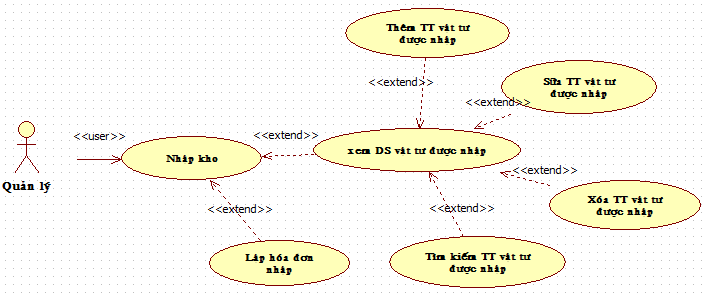 Thêm TT vật tư
được nhập
<<extend>>
Sửa TT vật tư
được nhập
<<extend>>
<<user>>
<<extend>>
Nhập kho
xem DS vật tư được nhập
Quản lý
<<extend>>
Xóa TT vật tư
được nhập
<<extend>>
<<extend>>
Lập hóa đơn
nhập
Tìm kiếm TT vật tư
được nhập